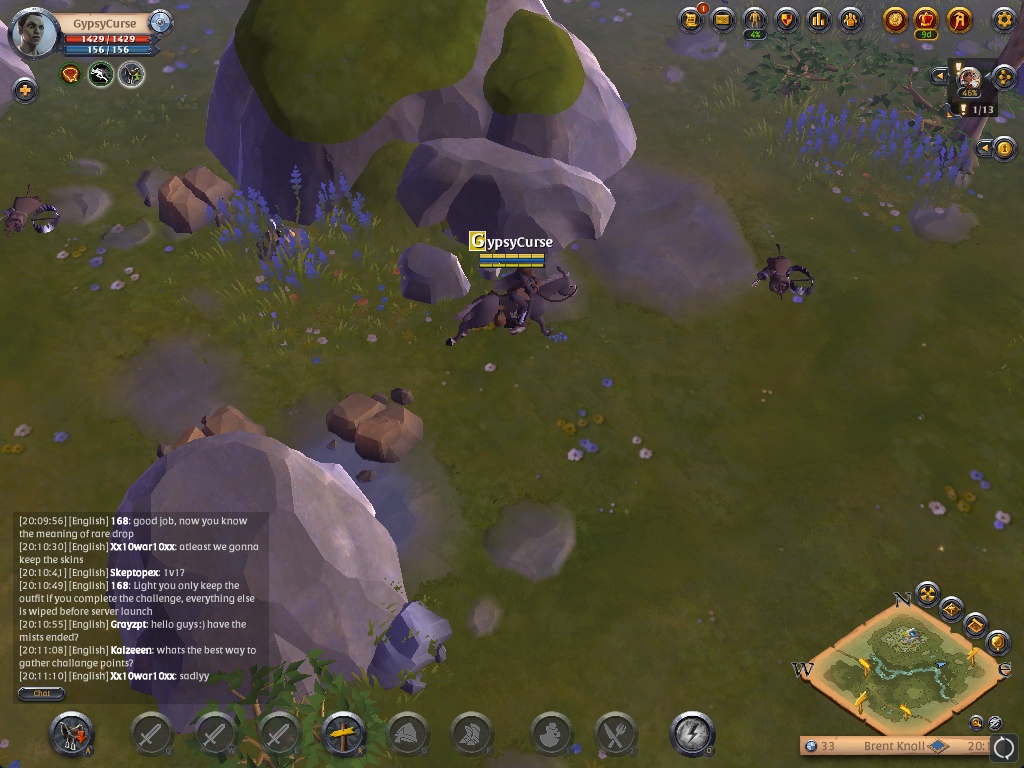 GypsyCurse
1429 / 1429
156 / 156
1
4%
9d
46%
1/13
1
GypsyCurse
[20:09:56] [English] 168: good job, now you know
the meaning of rare drop
[20:10:30] [English] Xx10war10xx: atleast we gonna
keep the skins
[20:10:41] [English] Skeptopex: 1v1?
[20:10:49] [English] 168: Light you only keep the
outfit if you complete the challenge, everything else
is wiped before server launch
[20:10:55] [English] Grayzpt: hello guys:) have the
mists ended?
[20:11:08] [English] Kaizeeen: whats the best way to
gather challange points?
[20:11:10] [English] Xx10war10xx: sadlyy
Chat
N
W
E
A
Q
W
E
R
D
F
33
Brent Knoll
20: